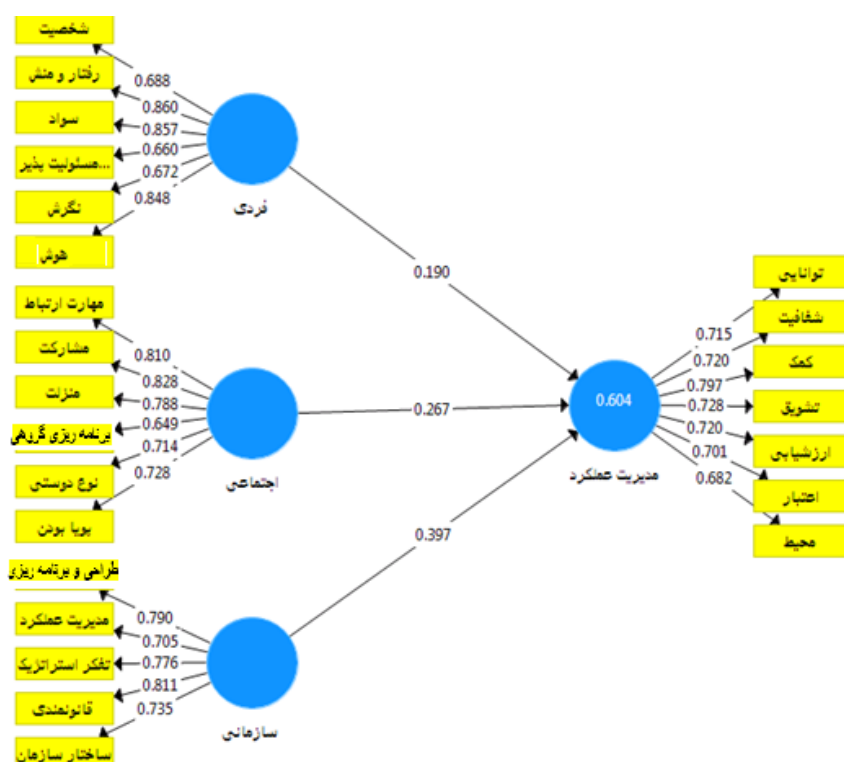 شخصیت
رفتار و منش
سواد
مسئولیت پذیر...
نگرش
هوش
0.688
0.860
0.857
0.660
0.672
0.848
فردی
0.190
مهارت ارتباط
مشارکت
منزلت
برنامه ریزی گروهی
نوع دوستی
پویا بودن
0.810
0.828
0.788
0.649
0.714
0.728
اجتماعی
0.267
طراحی و برنامه ریزی
مدیریت عملکرد
تفکر استراتژیک
قانونمندی
ساختار سازمان
0.790
0.705
0.776
0.811
0.735
سازمانی
0.397
0.604
مدیریت عملکرد
0.715
0.720
0.797
0.728
0.720
0.701
0.682
توانایی
شفافیت
کمک
تشویق
ارزشیابی
اعتبار
محیط